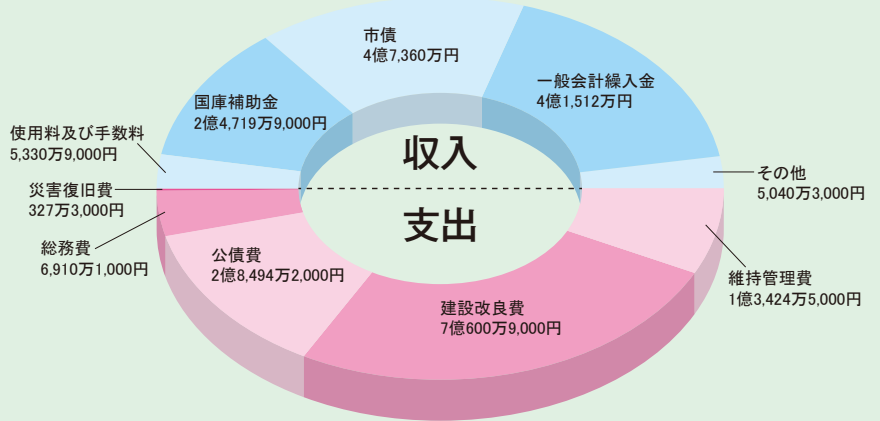 市債
4億7,360万円
一般会計繰入金
4億1,512万円
国庫補助金
2億4,719万9,000円
使用料及び手数料
5,330万9,000円
収入
その他
5,040万3,000円
災害復旧費
327万3,000円
支出
総務費
6,910万1,000円
公債費
2億8,494万2,000円
維持管理費
1億3,424万5,000円
建設改良費
7億600万9,000円